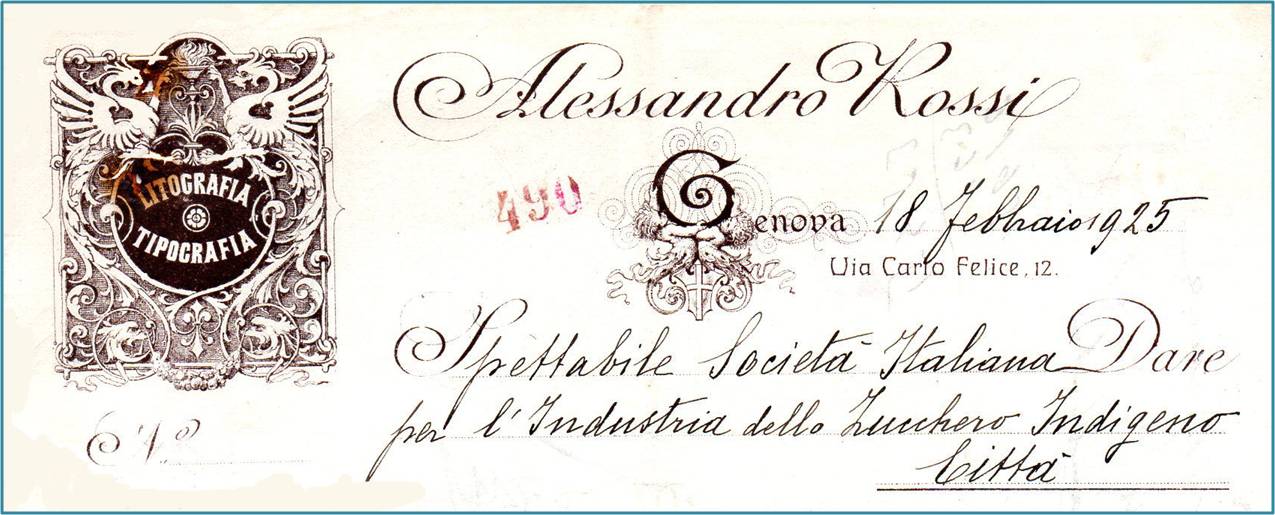 Alessandro Rossi
LITOGRAFIA
TIPOGRAFIA
490
Genova 18 Febbraio 1925
Via Carlo Felice, 12.
Spettabile Società Italiana Dare
per l'Industria dello Zucchero Indigeno
Città
N.º